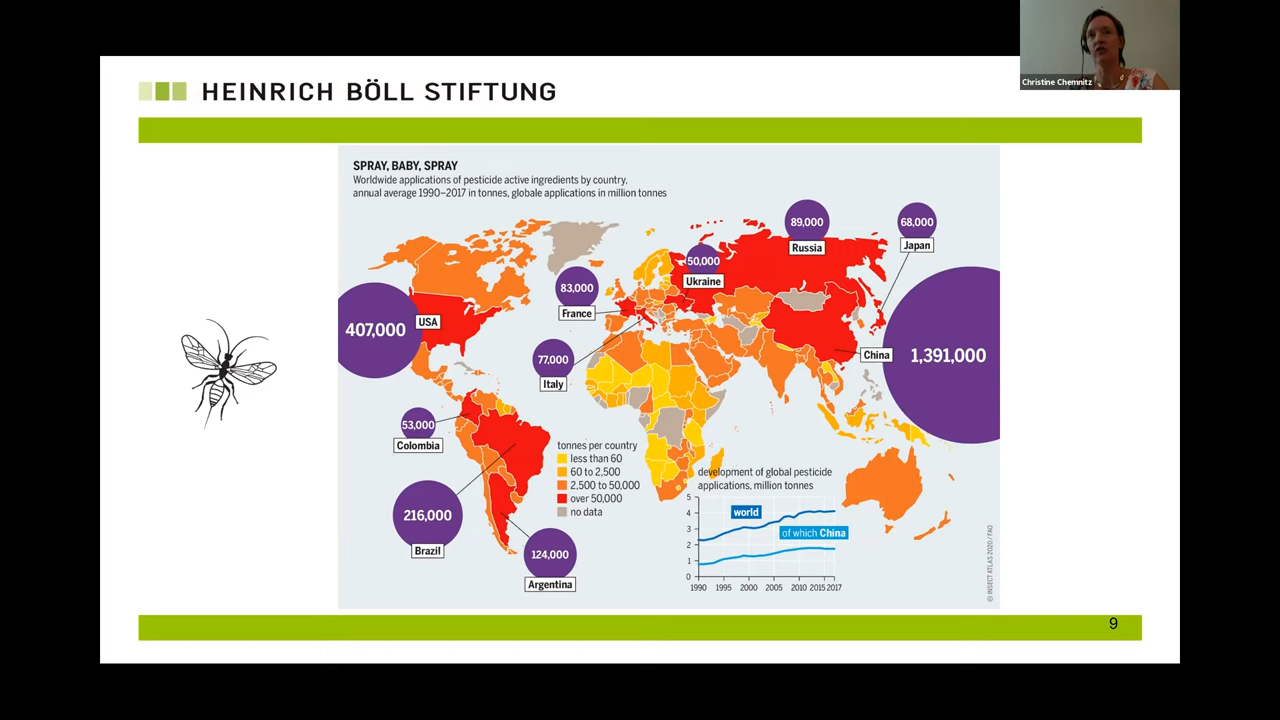 Christine Chemnitz
HEINRICH BÖLL STIFTUNG
SPRAY, BABY, SPRAY
Worldwide applications of pesticide active ingredients by country,
annual average 1990–2017 in tonnes, globale applications in million tonnes
407,000
USA
83,000
France
77,000
Italy
50,000
Ukraine
89,000
Russia
68,000
Japan
1,391,000
China
53,000
Colombia
216,000
Brazil
124,000
Argentina
tonnes per country
less than 60
60 to 2,500
2,500 to 50,000
over 50,000
no data
development of global pesticide
applications, million tonnes
5
4
3
2
1
0
world
of which China
1990 1995 2000 2005 2010 2015 2017
© INSECT ATLAS 2020 / FAO
9